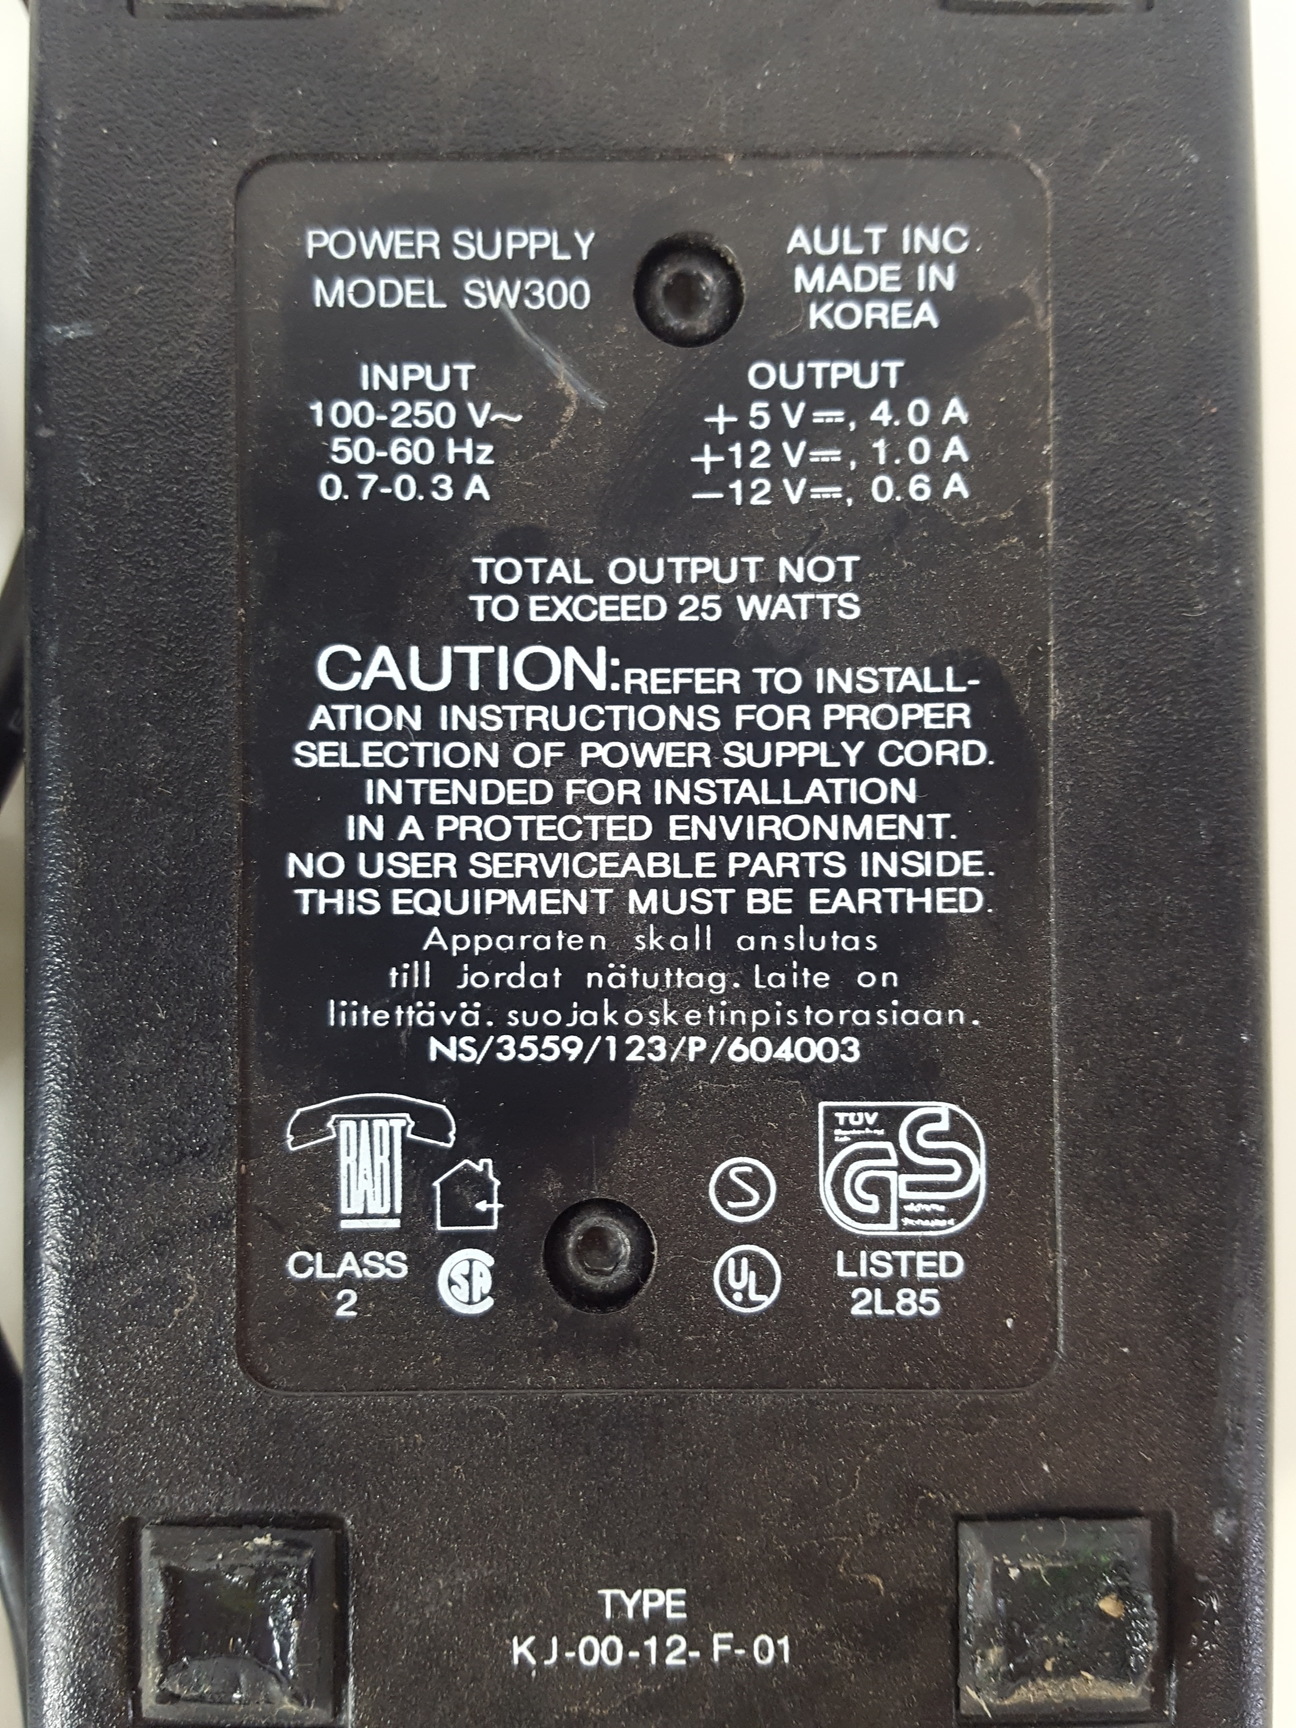 POWER SUPPLY
MODEL SW300
AULT INC.
MADE IN
KOREA
INPUT
100-250 V~
50-60 Hz
0.7-0.3 A
OUTPUT
+ 5 V⎓, 4.0 A
+12 V⎓, 1.0 A
−12 V⎓, 0.6 A
TOTAL OUTPUT NOT
TO EXCEED 25 WATTS
CAUTION: REFER TO INSTALL-
ATION INSTRUCTIONS FOR PROPER
SELECTION OF POWER SUPPLY CORD.
INTENDED FOR INSTALLATION
IN A PROTECTED ENVIRONMENT.
NO USER SERVICEABLE PARTS INSIDE.
THIS EQUIPMENT MUST BE EARTHED.
Apparaten skall anslutas
till jordat nätuttag. Laite on
liitettävä. suojakosketinpistorasiaan.
NS/3559/123/P/604003
BABT
CLASS
2
SA
S
UL
TÜV
GS
LISTED
2L85
TYPE
KJ-00-12-F-01